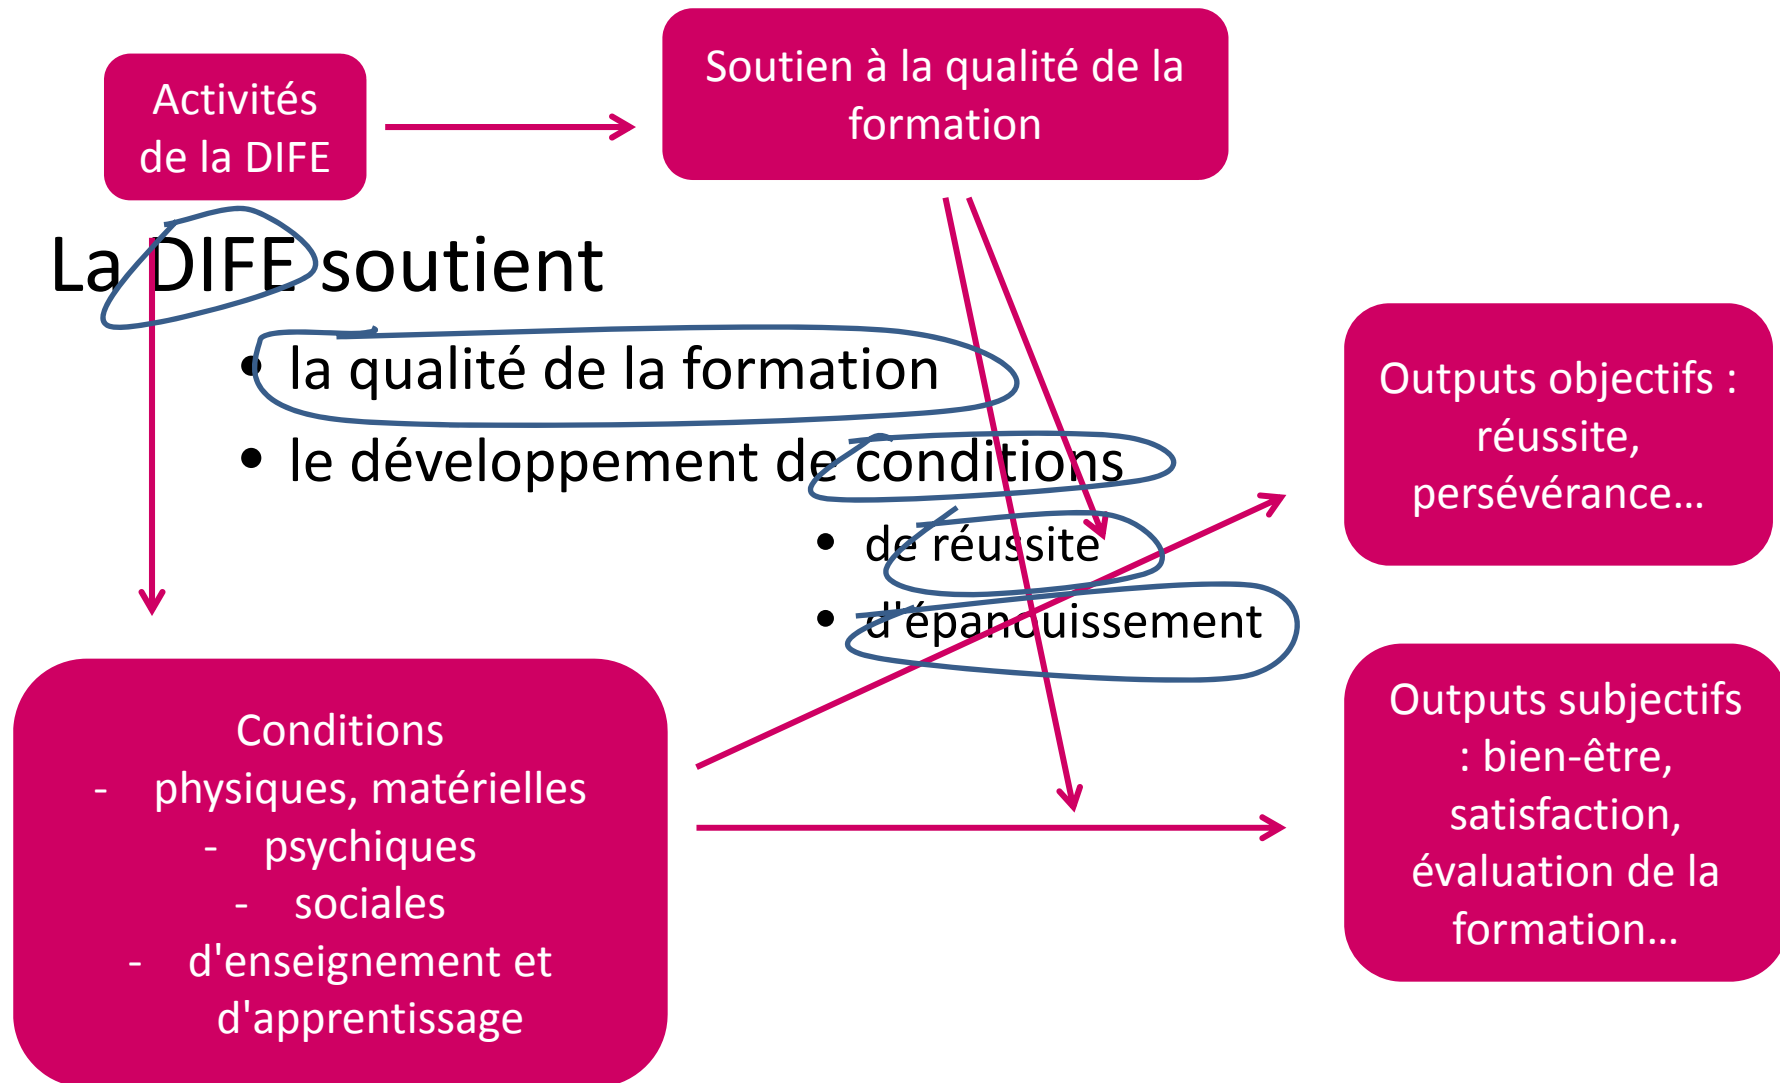 Activités
de la DIFE
Soutien à la qualité de la
formation
La DIFE soutient
• la qualité de la formation
• le développement de conditions
• de réussite
• d'épanouissement
Outputs objectifs :
réussite,
persévérance...
Conditions
- physiques, matérielles
- psychiques
- sociales
- d'enseignement et
d'apprentissage
Outputs subjectifs
: bien-être,
satisfaction,
évaluation de la
formation...